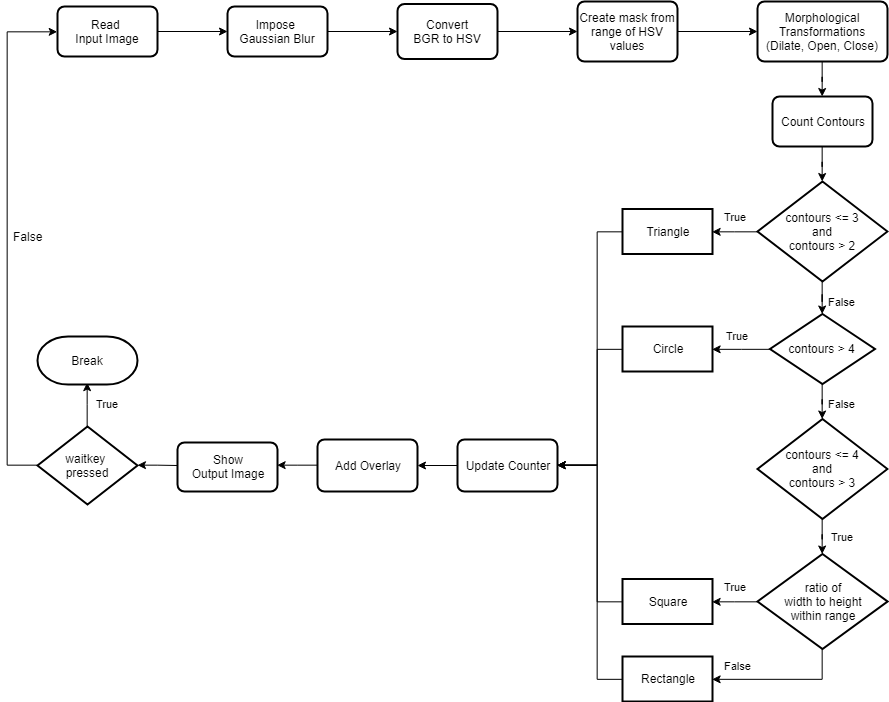 Read
Input Image
Impose
Gaussian Blur
Convert
BGR to HSV
Create mask from
range of HSV
values
Morphological
Transformations
(Dilate, Open, Close)
Count Contours
contours <= 3
and
contours > 2
True
Triangle
False
False
contours > 4
True
Circle
False
Break
True
waitkey
pressed
Show
Output Image
Add Overlay
Update Counter
contours <= 4
and
contours > 3
True
ratio of
width to height
within range
True
Square
False
Rectangle